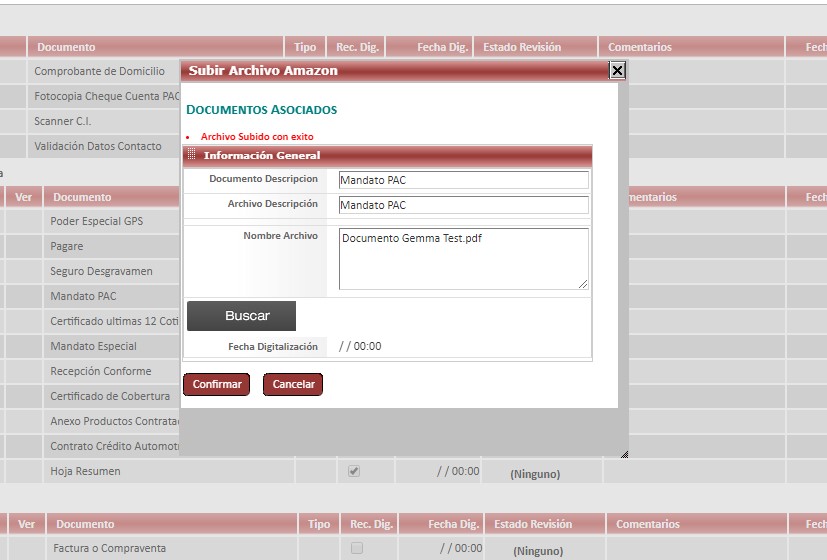 Documento Tipo Rec. Dig. Fecha Dig. Estado Revisión Comentarios Fech
Comprobante de Domicilio
Fotocopia Cheque Cuenta PAC
Scanner C.I.
Validación Datos Contacto
a
Ver Documento mentarios Fech
Poder Especial GPS
Pagare
Seguro Desgravamen
Mandato PAC
Certificado ultimas 12 Coti
Mandato Especial
Recepción Conforme
Certificado de Cobertura
Anexo Productos Contratad
Contrato Crédito Automoti
Hoja Resumen / / 00:00 (Ninguno)
Ver Documento Tipo Rec. Dig. Fecha Dig. Estado Revisión Comentarios Fech
Factura o Compraventa / / 00:00 (Ninguno)
Subir Archivo Amazon
DOCUMENTOS ASOCIADOS
• Archivo Subido con exito
Información General
Documento Descripcion Mandato PAC
Archivo Descripción Mandato PAC
Nombre Archivo Documento Gemma Test.pdf
Buscar
Fecha Digitalización / / 00:00
Confirmar Cancelar